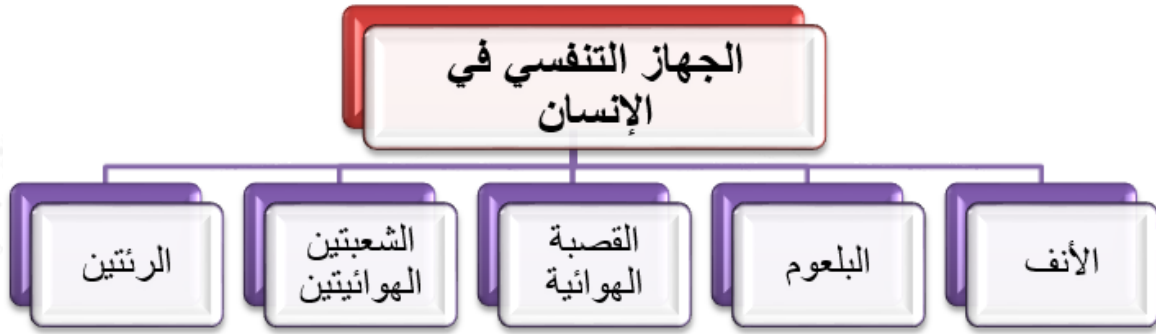 الجهاز التنفسي في
الإنسان
الأنف
البلعوم
القصبة
الهوائية
الشعبتين
الهوائيتين
الرئتين